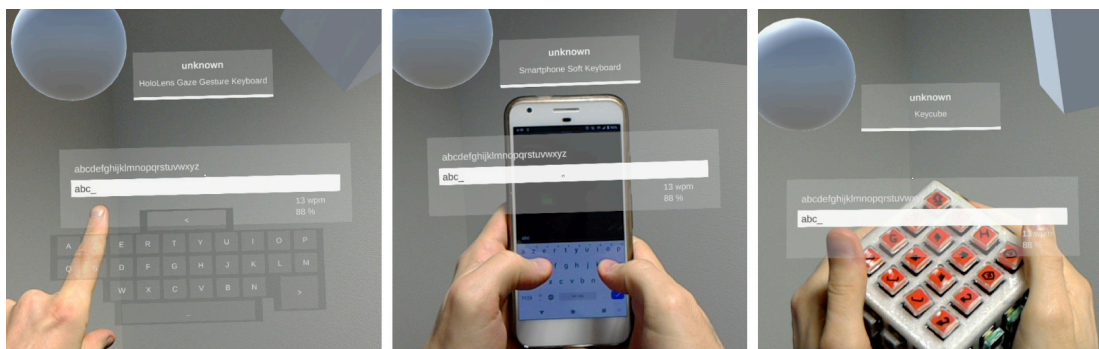 unknown
HoloLens Gaze Gesture Keyboard
abcdefghijklmnopqrstuvwxyz
abc_
13 wpm
88 %
<
A E R T Y U I O P
Q D F G H J K L M
W X C V B N >
unknown
Smartphone Soft Keyboard
abcdefghijklmnopqrstuvwxyz
abc_
13 wpm
88 %
abc
a z e r t y u i o p
f g h j
x c v b n
unknown
Keycube
abcdefghijklmnopqrstuvwxyz
abc_
13 wpm
88 %